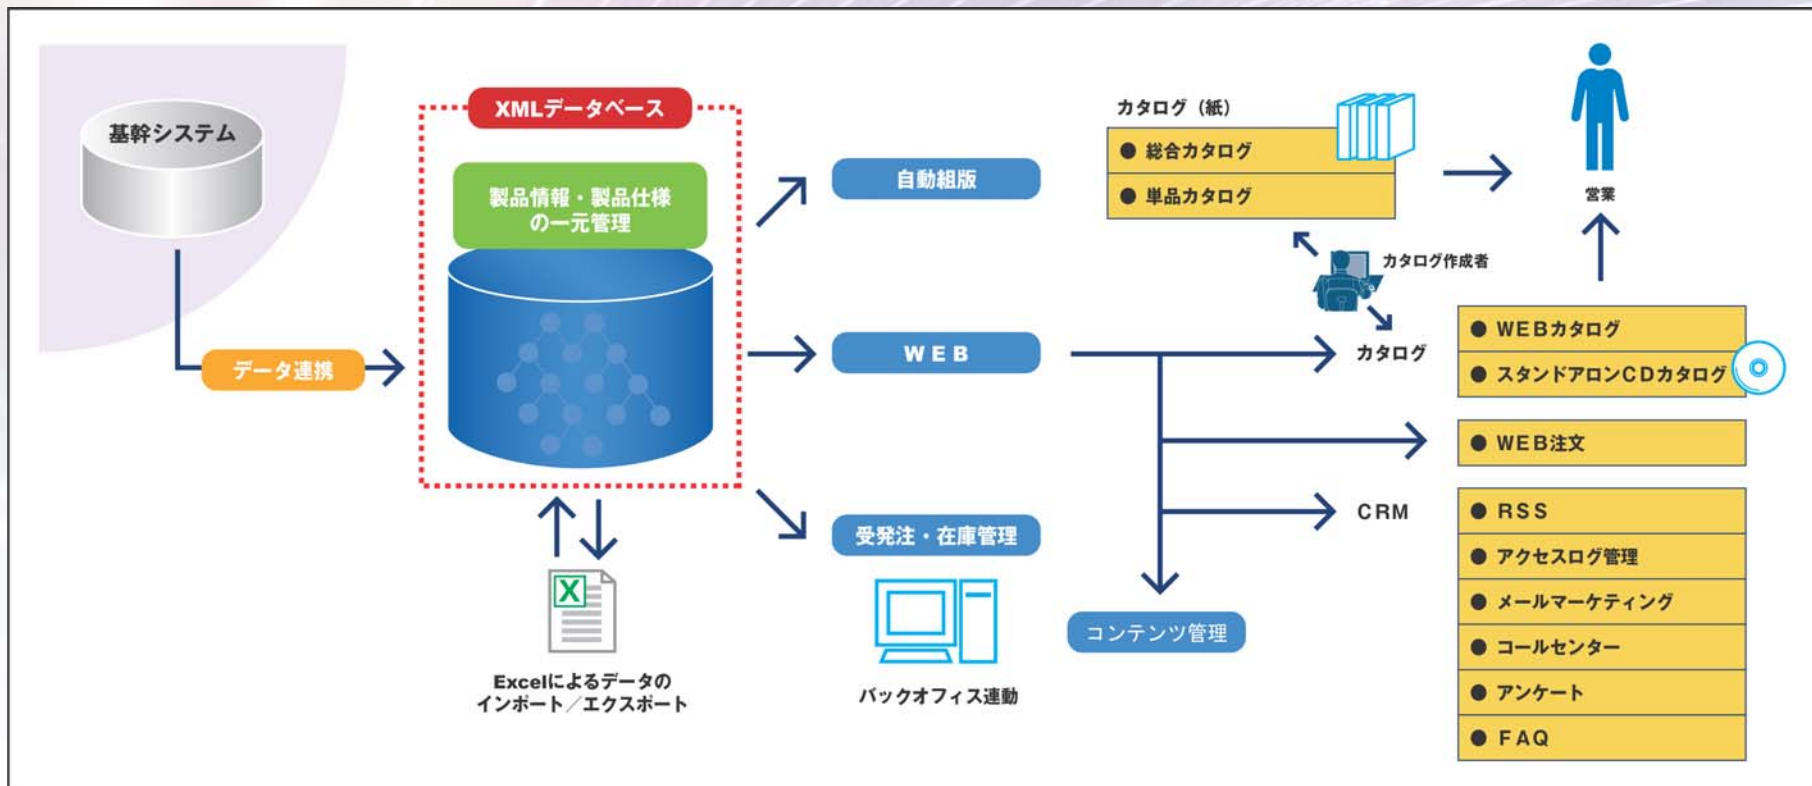 基幹システム
データ連携
XMLデータベース
製品情報・製品仕様
の一元管理
Excelによるデータの
インポート／エクスポート
自動組版
ＷＥＢ
受発注・在庫管理
バックオフィス連動
カタログ（紙）
● 総合カタログ
● 単品カタログ
営業
カタログ作成者
カタログ
● ＷＥＢカタログ
● スタンドアロンＣＤカタログ
● ＷＥＢ注文
ＣＲＭ
● ＲＳＳ
● アクセスログ管理
● メールマーケティング
● コールセンター
● アンケート
● ＦＡＱ
コンテンツ管理
X